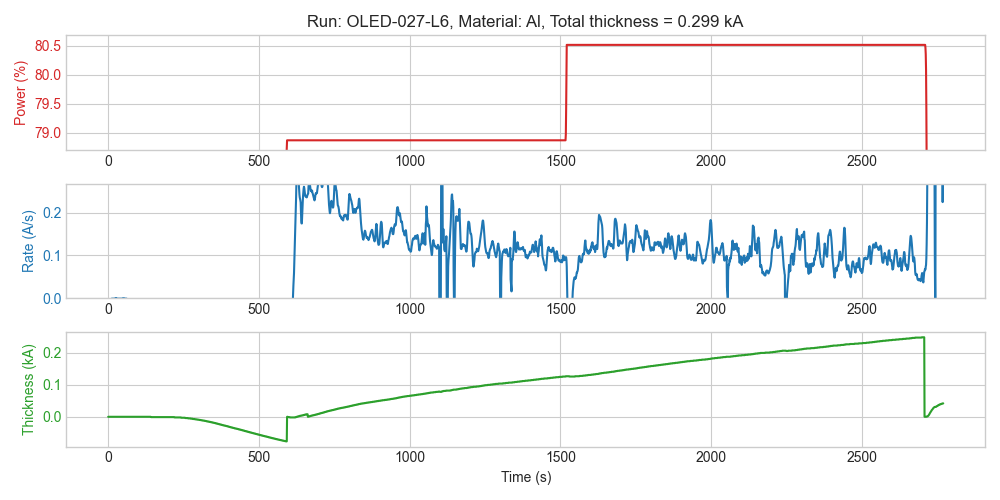 Run: OLED-027-L6, Material: Al, Total thickness = 0.299 kA
Power (%)
80.5
80.0
79.5
79.0
0 500 1000 1500 2000 2500
Rate (A/s)
0.2
0.1
0.0
0 500 1000 1500 2000 2500
Thickness (kA)
0.2
0.1
0.0
0 500 1000 1500 2000 2500
Time (s)